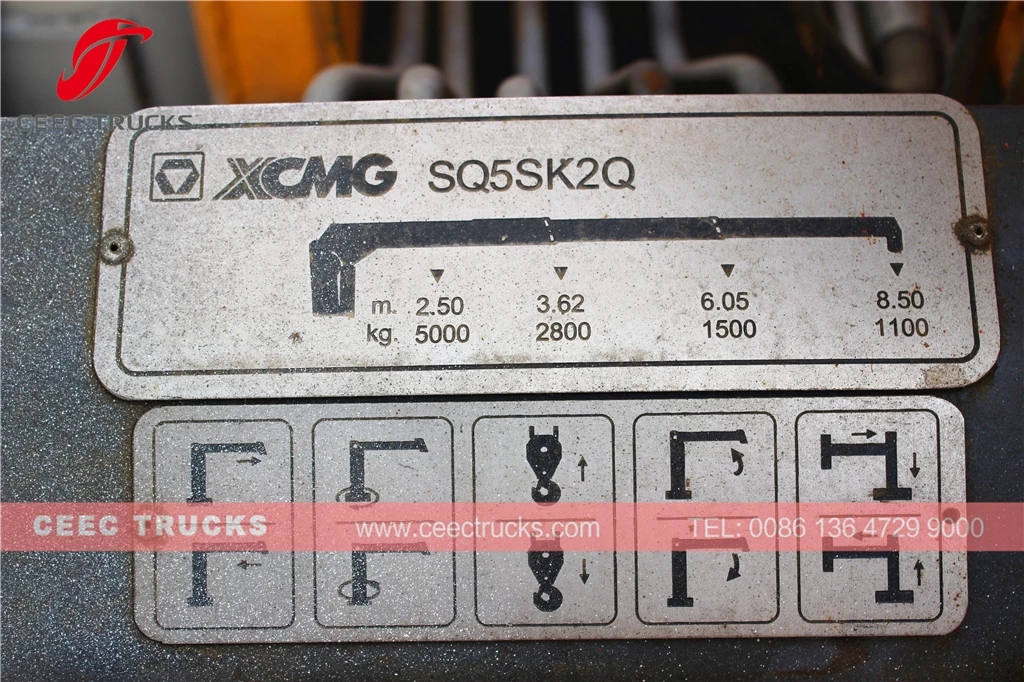 CEEC TRUCKS
XCMG SQ5SK2Q
m. 2.50 3.62 6.05 8.50
kg. 5000 2800 1500 1100
CEEC TRUCKS www.ceectrucks.com TEL: 0086 136 4729 9000